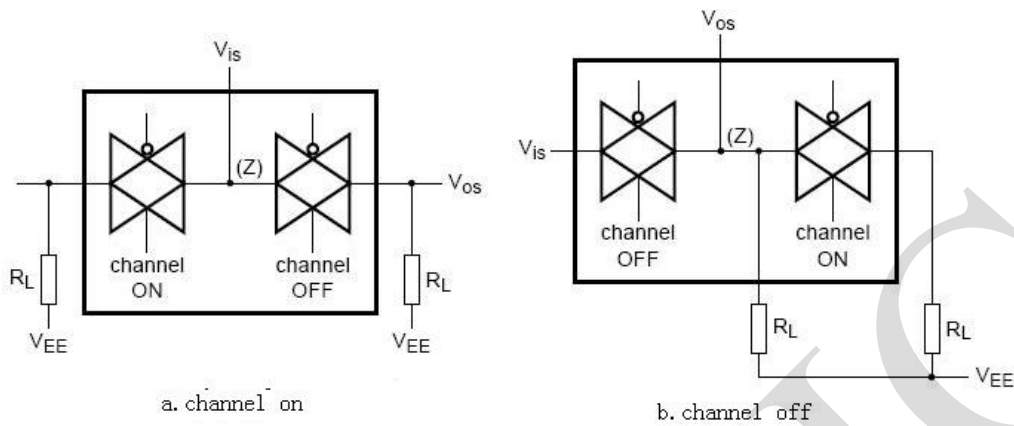 Vis
(Z)
Vos
channel
ON
channel
OFF
RL
RL
VEE
VEE
a.channel on
Vos
Vis
(Z)
channel
OFF
channel
ON
RL
RL
VEE
b.channel off